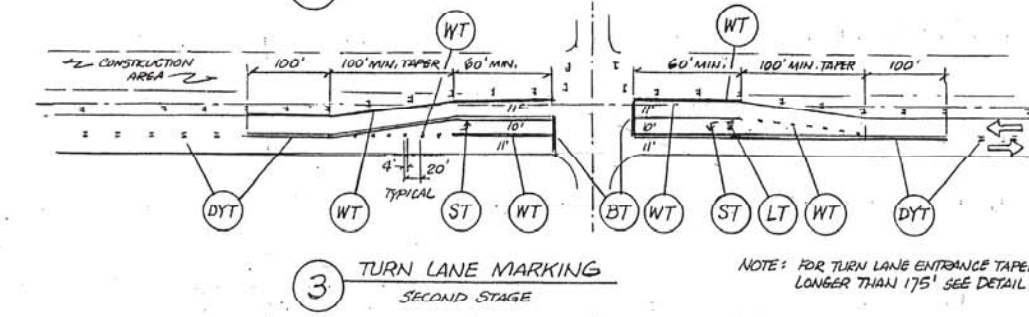 WT
WT
CONSTRUCTION
AREA
100'
100' MIN. TAPER
60' MIN.
60' MIN.
100' MIN. TAPER
100'
11'
10'
11'
11'
10'
11'
4'
20'
TYPICAL
DYT
WT
ST
WT
BT
WT
ST
LT
WT
DYT
3
TURN LANE MARKING
SECOND STAGE
NOTE: FOR TURN LANE ENTRANCE TAPE
LONGER THAN 175' SEE DETAIL